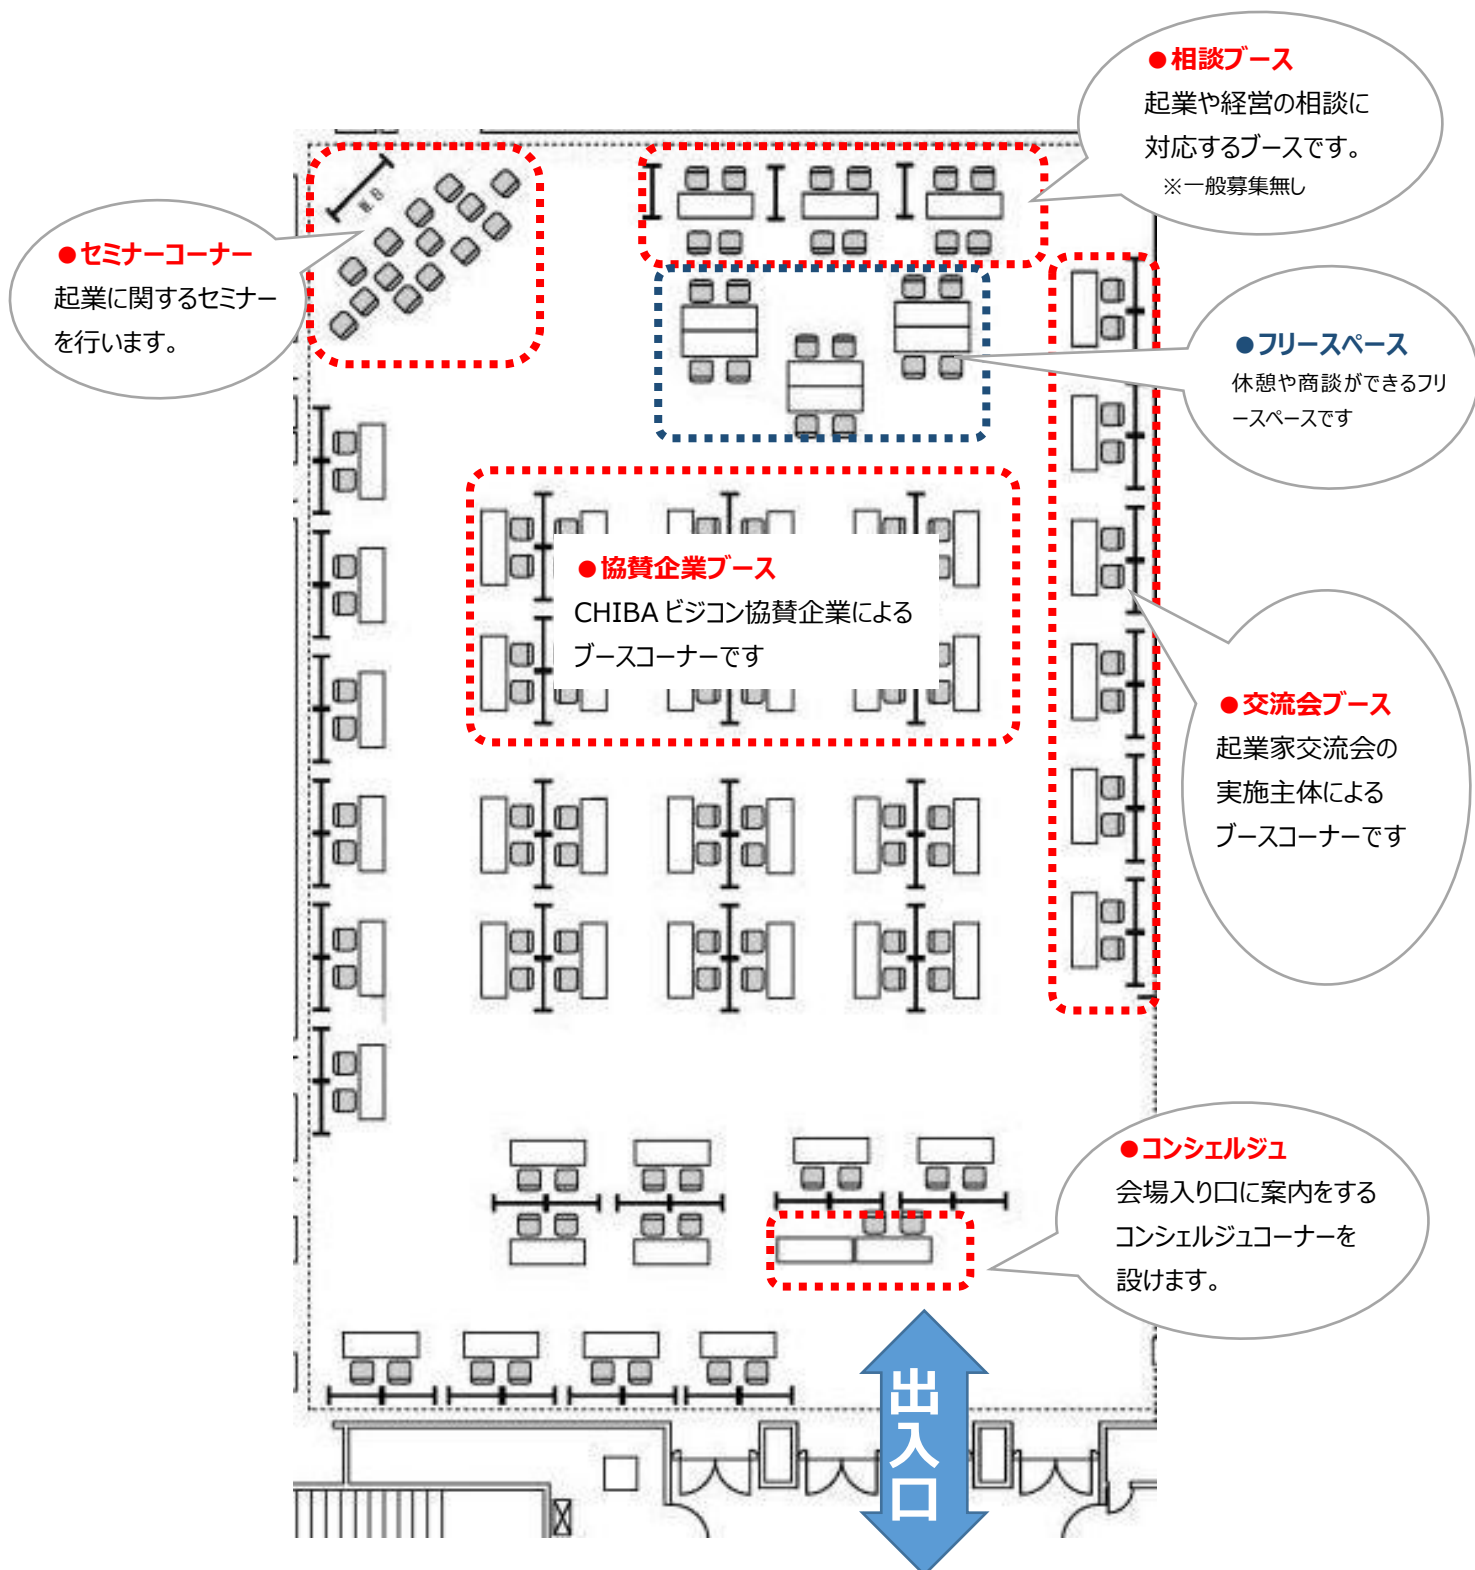 ●相談ブース
起業や経営の相談に
対応するブースです。
※一般募集無し
●セミナーコーナー
起業に関するセミナー
を行います。
●フリースペース
休憩や商談ができるフリ
ースペースです
●協賛企業ブース
CHIBAビジコン協賛企業による
ブースコーナーです
●交流会ブース
起業家交流会の
実施主体による
ブースコーナーです
●コンシェルジュ
会場入り口に案内をする
コンシェルジュコーナーを
設けます。
出入口